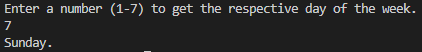 Enter a number (1-7) to get the respective day of the week.
7
Sunday.